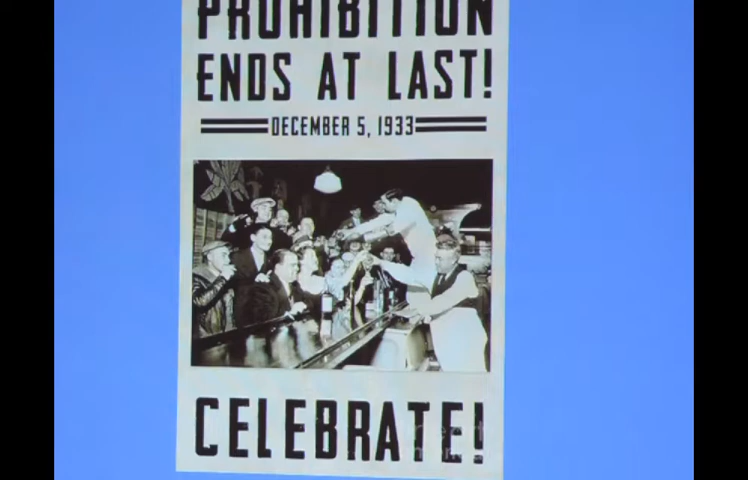 PROHIBITION
ENDS AT LAST!
DECEMBER 5, 1933
CELEBRATE!